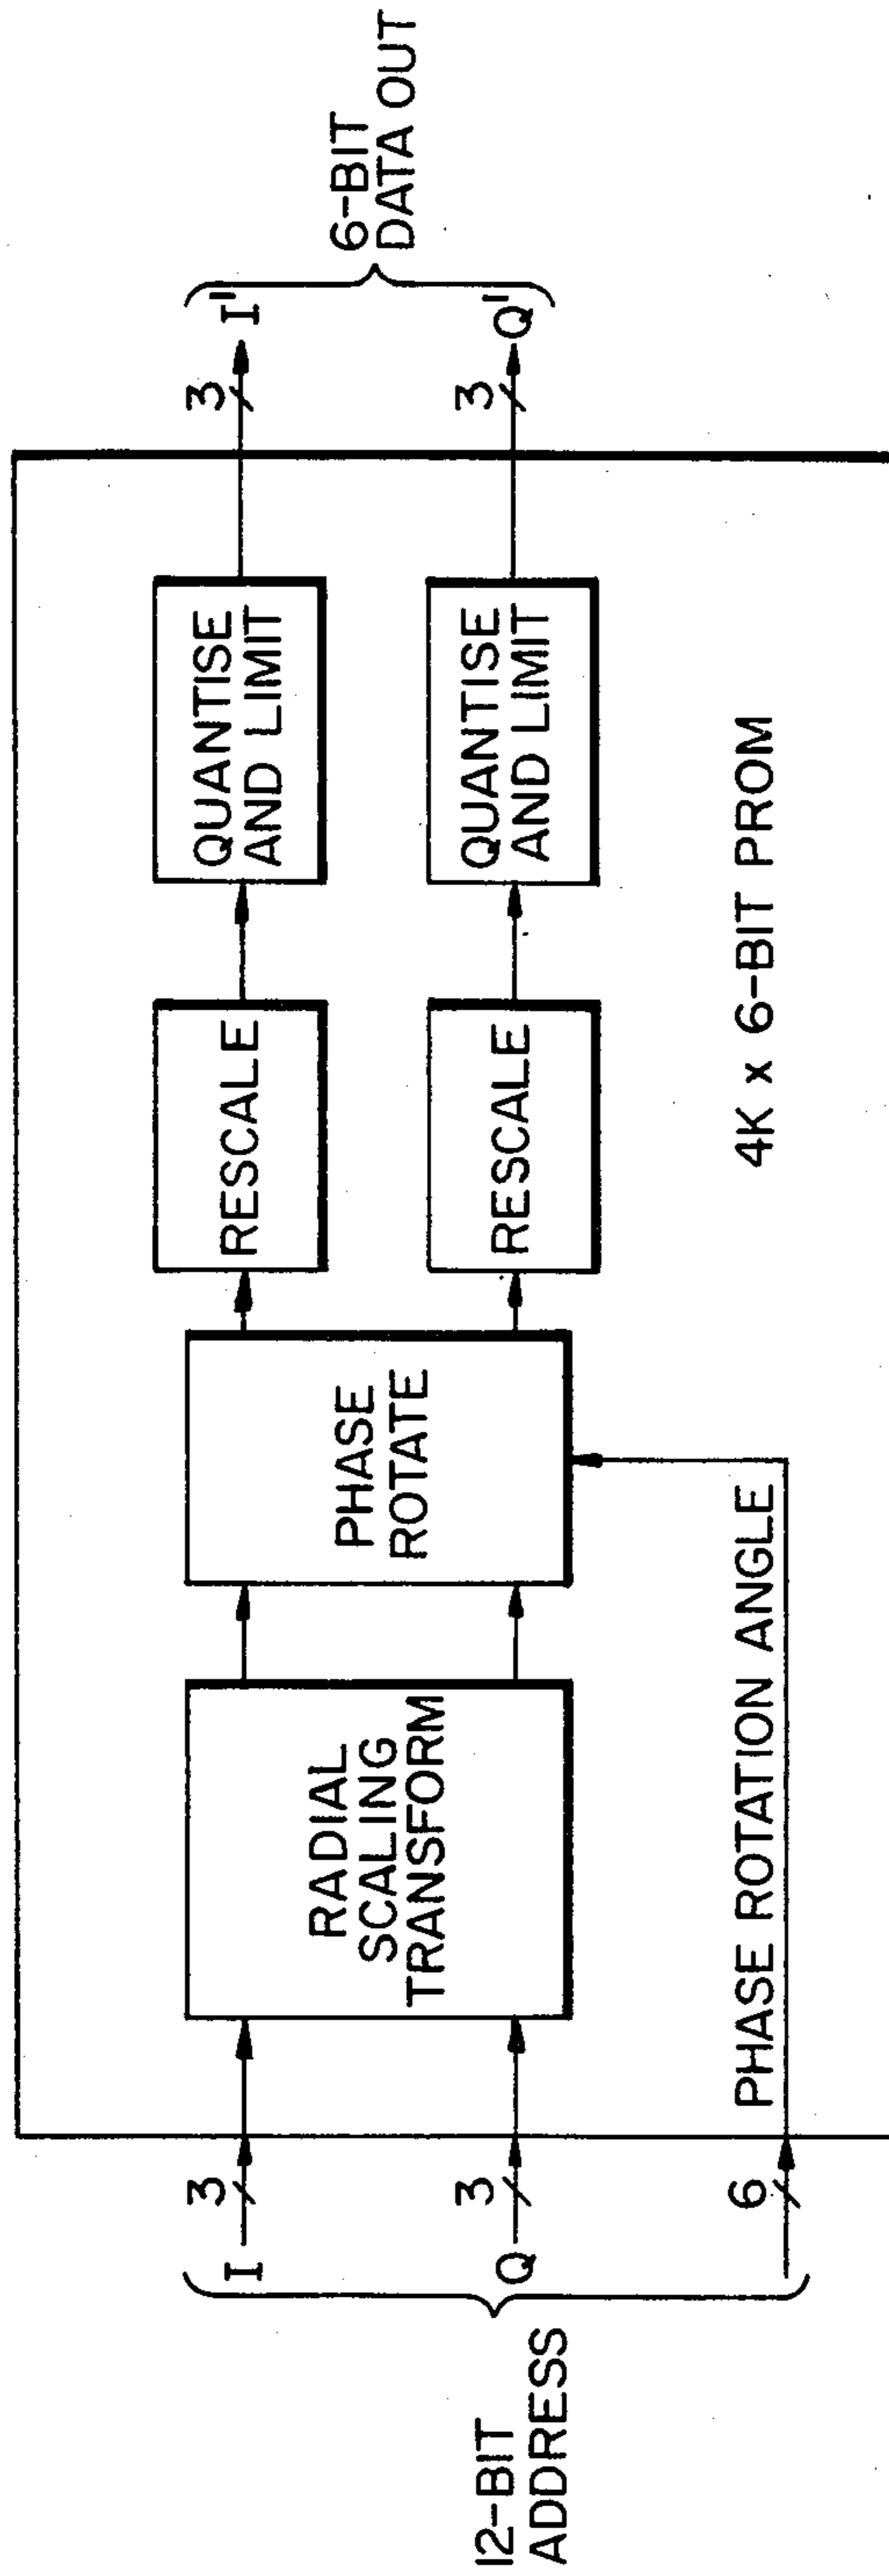 12-BIT
ADDRESS
I
3
Q
3
6
PHASE ROTATION ANGLE
RADIAL
SCALING
TRANSFORM
PHASE
ROTATE
RESCALE
RESCALE
QUANTISE
AND LIMIT
QUANTISE
AND LIMIT
4K x 6-BIT PROM
3
I'
3
Q'
6-BIT
DATA OUT